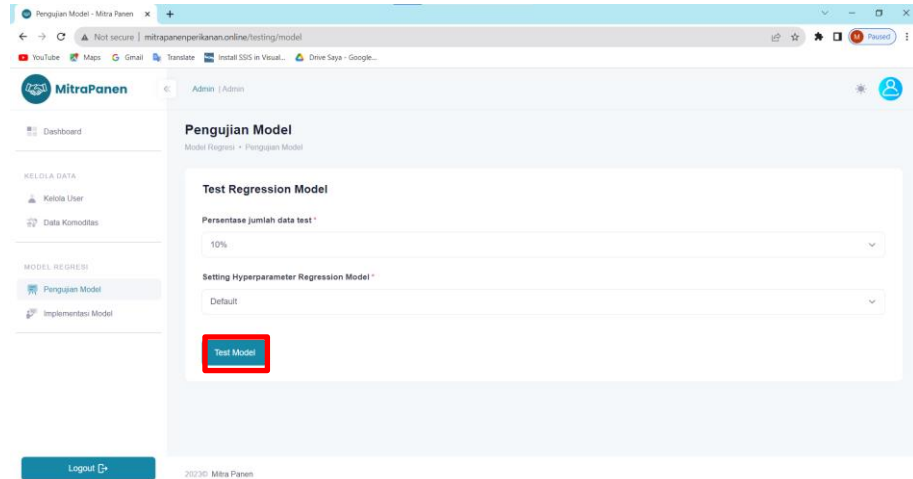 Pengujian Model - Mitra Panen
Not secure | mitrapanenperikanan.online/testing/model
Paused
YouTube Maps Gmail Translate Install SSIS in Visual... Drive Saya - Google...
MitraPanen
Admin | Admin
Dashboard
KELOLA DATA
Kelola User
Data Komoditas
MODEL REGRESI
Pengujian Model
Implementasi Model
Logout
Pengujian Model
Model Regresi • Pengujian Model
Test Regression Model
Persentase jumlah data test *
10%
Setting Hyperparameter Regression Model *
Default
Test Model
2023© Mitra Panen